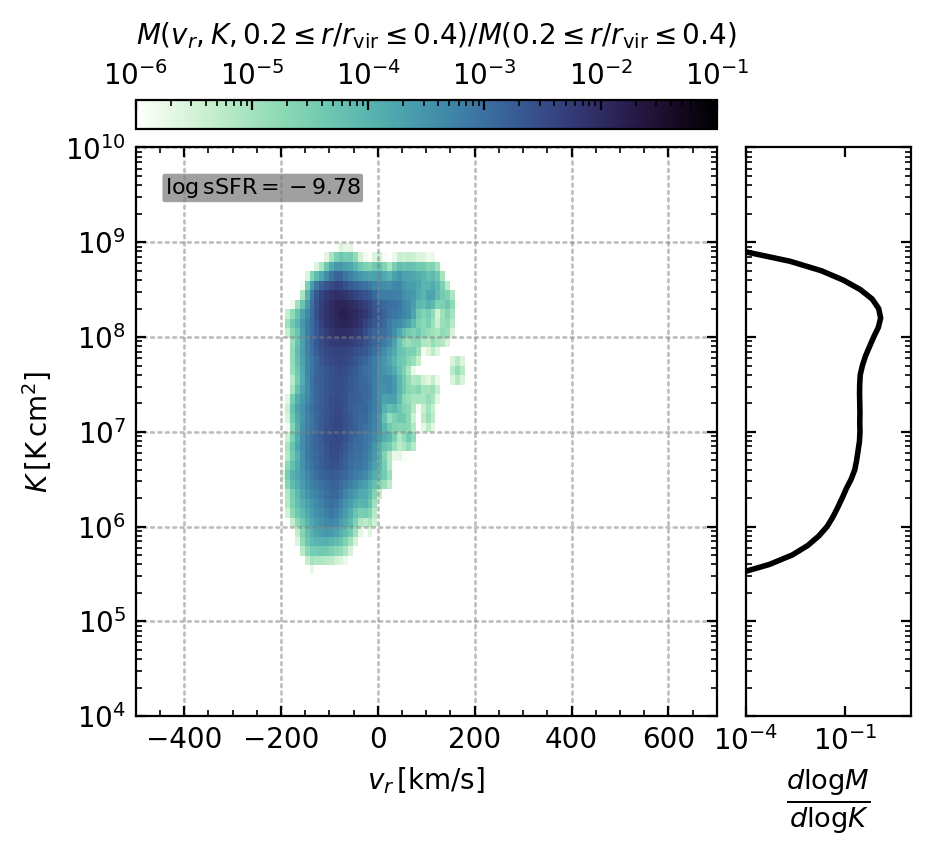 M(v_r, K, 0.2 ≤ r/r_vir ≤ 0.4)/M(0.2 ≤ r/r_vir ≤ 0.4)
10^−6 10^−5 10^−4 10^−3 10^−2 10^−1
10^10
log sSFR = −9.78
10^9
10^8
K [K cm^2]
10^7
10^6
10^5
10^4
−400 −200 0 200 400 600 10^−4 10^−1
v_r [km/s]
dlogM
dlogK